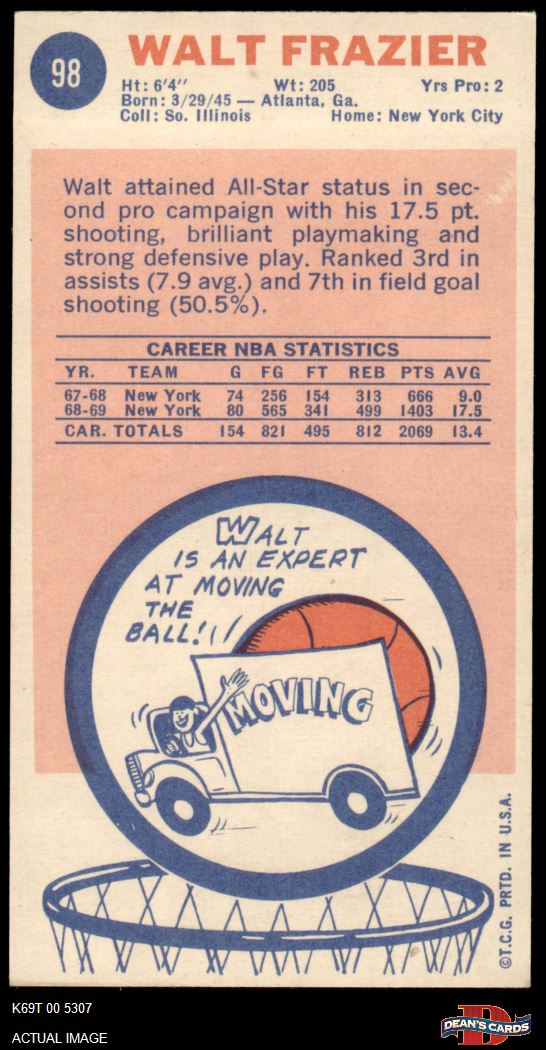 98
WALT FRAZIER
Ht: 6'4" Wt: 205 Yrs Pro: 2
Born: 3/29/45 — Atlanta, Ga.
Coll: So. Illinois Home: New York City
Walt attained All-Star status in sec-
ond pro campaign with his 17.5 pt.
shooting, brilliant playmaking and
strong defensive play. Ranked 3rd in
assists (7.9 avg.) and 7th in field goal
shooting (50.5%).
CAREER NBA STATISTICS
YR. TEAM G FG FT REB PTS AVG
67-68 New York 74 256 154 313 666 9.0
68-69 New York 80 565 341 499 1403 17.5
CAR. TOTALS 154 821 495 812 2069 13.4
WALT
IS AN EXPERT
AT MOVING
THE
BALL!
MOVING
©T.C.G. PRTD. IN U.S.A.
K69T 00 5307
ACTUAL IMAGE
D
DEAN'S CARDS